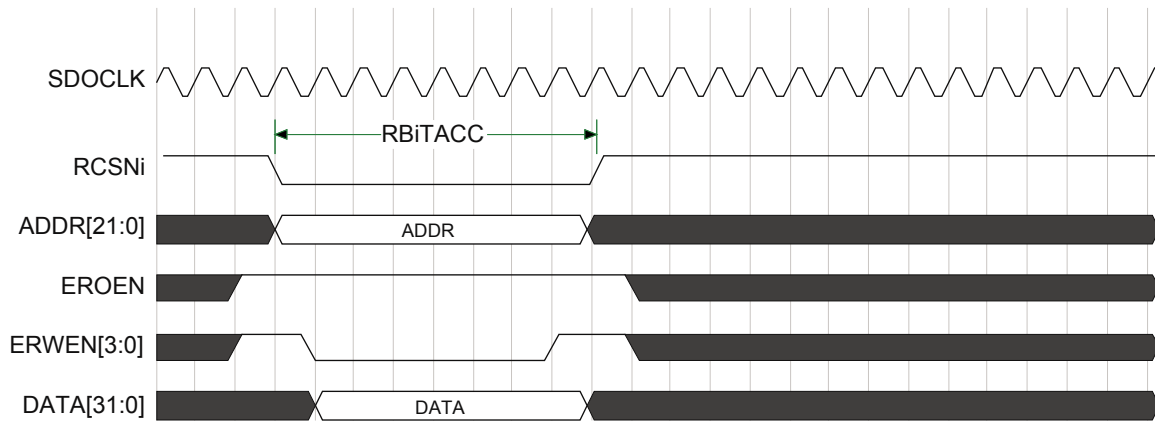 SDOCLK
RBiTACC
RCSNi
ADDR[21:0]
ADDR
EROEN
ERWEN[3:0]
DATA[31:0]
DATA